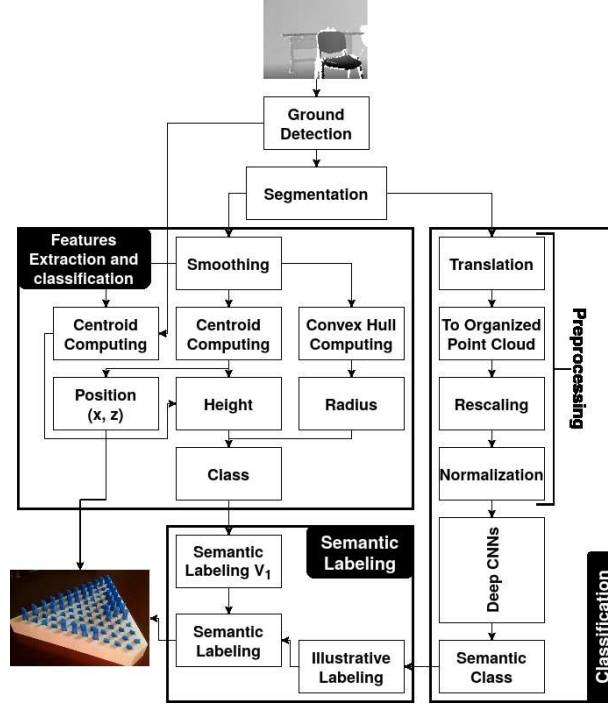 Ground
Detection
Segmentation
Features
Extraction and
classification
Smoothing
Translation
Centroid
Computing
Centroid
Computing
Convex Hull
Computing
To Organized
Point Cloud
Preprocessing
Position
(x, z)
Height
Radius
Rescaling
Class
Normalization
Semantic
Labeling V1
Semantic
Labeling
Deep CNNs
Semantic
Labeling
Illustrative
Labeling
Semantic
Class
Classification